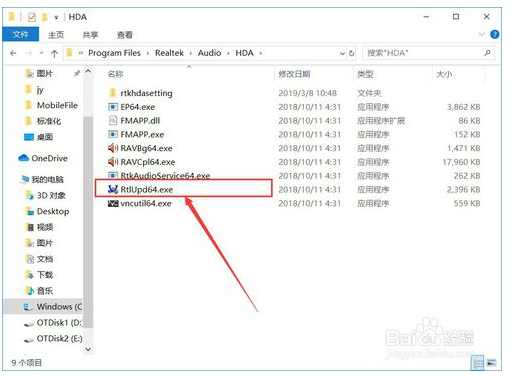 HDA
文件 主页 共享 查看
« Program Files › Realtek › Audio › HDA ›
搜索"HDA"
名称 修改日期 类型 大小
图片
jy
MobileFile
标准化
桌面
OneDrive
我的电脑
3D 对象
Desktop
视频
图片
文档
下载
音乐
Windows (C
OTDisk1 (D:
OTDisk2 (E:)
rtkhdasetting 2019/3/8 10:48 文件夹
EP64.exe 2018/10/11 4:31 应用程序 3,862 KB
FMAPP.dll 2018/10/11 4:31 应用程序扩展 86 KB
FMAPP.exe 2018/10/11 4:31 应用程序 152 KB
RAVBg64.exe 2018/10/11 4:31 应用程序 1,471 KB
RAVCpl64.exe 2018/10/11 4:31 应用程序 17,960 KB
RtkAudioService64.exe 2018/10/11 4:31 应用程序 262 KB
RtlUpd64.exe 2018/10/11 4:31 应用程序 2,396 KB
vncutil64.exe 2018/10/11 4:31 应用程序 559 KB
9 个项目
Baidu 经验
jingyan.baidu.com